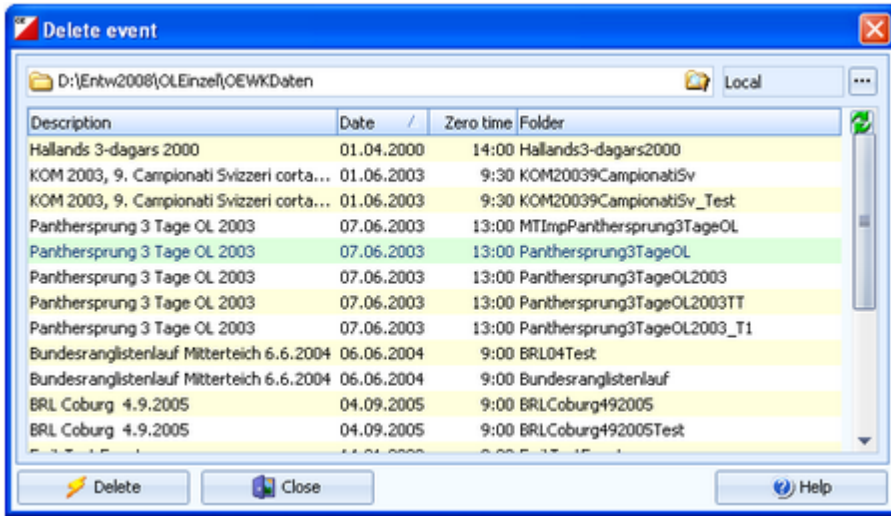 OE Delete event
D:\Entw2008\OLEinzel\OEWKDaten Local ...
Description Date Zero time Folder
Hallands 3-dagars 2000 01.04.2000 14:00 Hallands3-dagars2000
KOM 2003, 9. Campionati Svizzeri corta... 01.06.2003 9:30 KOM20039CampionatiSv
KOM 2003, 9. Campionati Svizzeri corta... 01.06.2003 9:30 KOM20039CampionatiSv_Test
Panthersprung 3 Tage OL 2003 07.06.2003 13:00 MTImpPanthersprung3TageOL
Panthersprung 3 Tage OL 2003 07.06.2003 13:00 Panthersprung3TageOL
Panthersprung 3 Tage OL 2003 07.06.2003 13:00 Panthersprung3TageOL2003
Panthersprung 3 Tage OL 2003 07.06.2003 13:00 Panthersprung3TageOL2003TT
Panthersprung 3 Tage OL 2003 07.06.2003 13:00 Panthersprung3TageOL2003_T1
Bundesranglistenlauf Mitterteich 6.6.2004 06.06.2004 9:00 BRL04Test
Bundesranglistenlauf Mitterteich 6.6.2004 06.06.2004 9:00 Bundesranglistenlauf
BRL Coburg 4.9.2005 04.09.2005 9:00 BRLCoburg492005
BRL Coburg 4.9.2005 04.09.2005 9:00 BRLCoburg492005Test
Delete Close Help